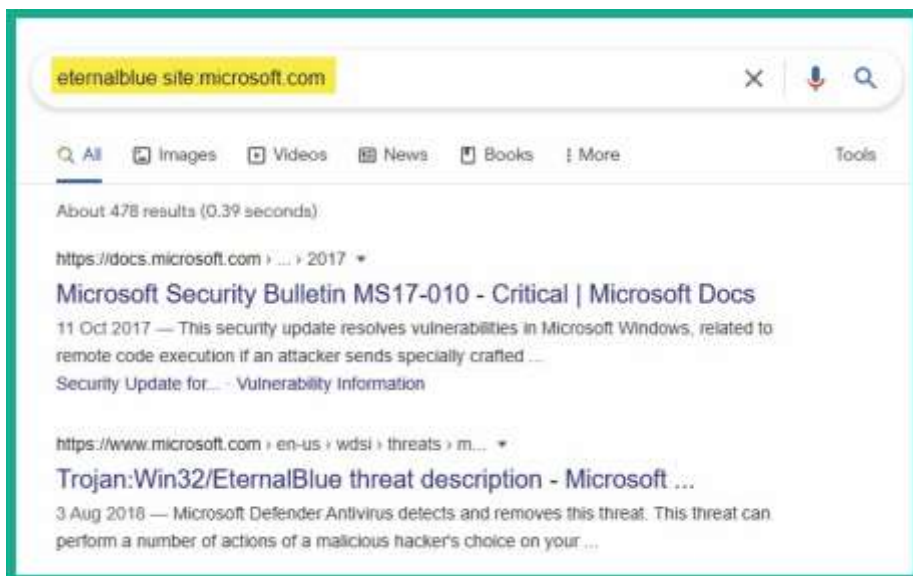 eternalblue site:microsoft.com
All Images Videos News Books More Tools
About 478 results (0.39 seconds)
https://docs.microsoft.com › ... › 2017
Microsoft Security Bulletin MS17-010 - Critical | Microsoft Docs
11 Oct 2017 — This security update resolves vulnerabilities in Microsoft Windows, related to
remote code execution if an attacker sends specially crafted ...
Security Update for... · Vulnerability Information
https://www.microsoft.com › en-us › wdsi › threats › m...
Trojan:Win32/EternalBlue threat description - Microsoft ...
3 Aug 2018 — Microsoft Defender Antivirus detects and removes this threat. This threat can
perform a number of actions of a malicious hacker's choice on your ...